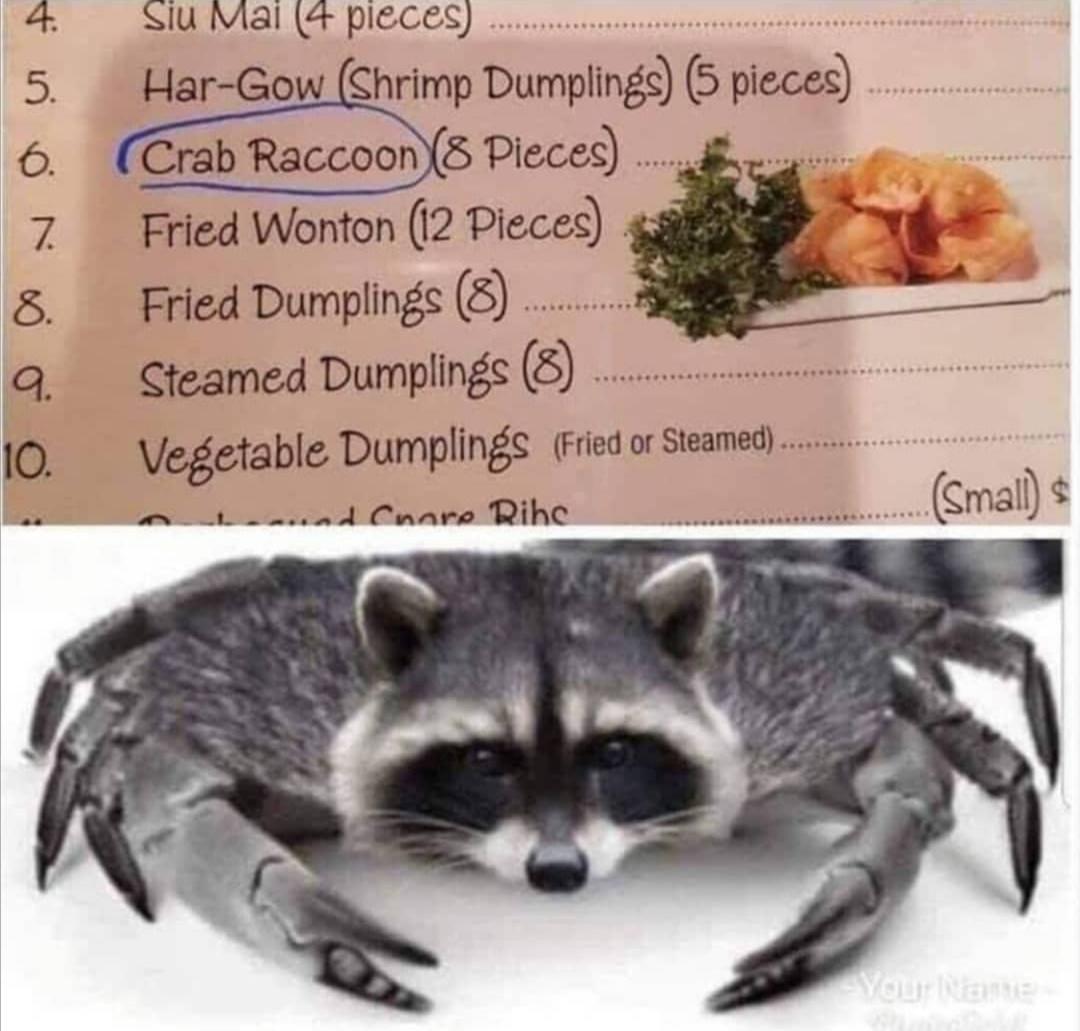 4. Siu Mai (4 pieces)
5. Har-Gow (Shrimp Dumplings) (5 pieces)
6. Crab Raccoon (8 Pieces)
7. Fried Wonton (12 Pieces)
8. Fried Dumplings (8)
9. Steamed Dumplings (8)
10. Vegetable Dumplings (Fried or Steamed)
Spare Ribs (Small) $
Your Name